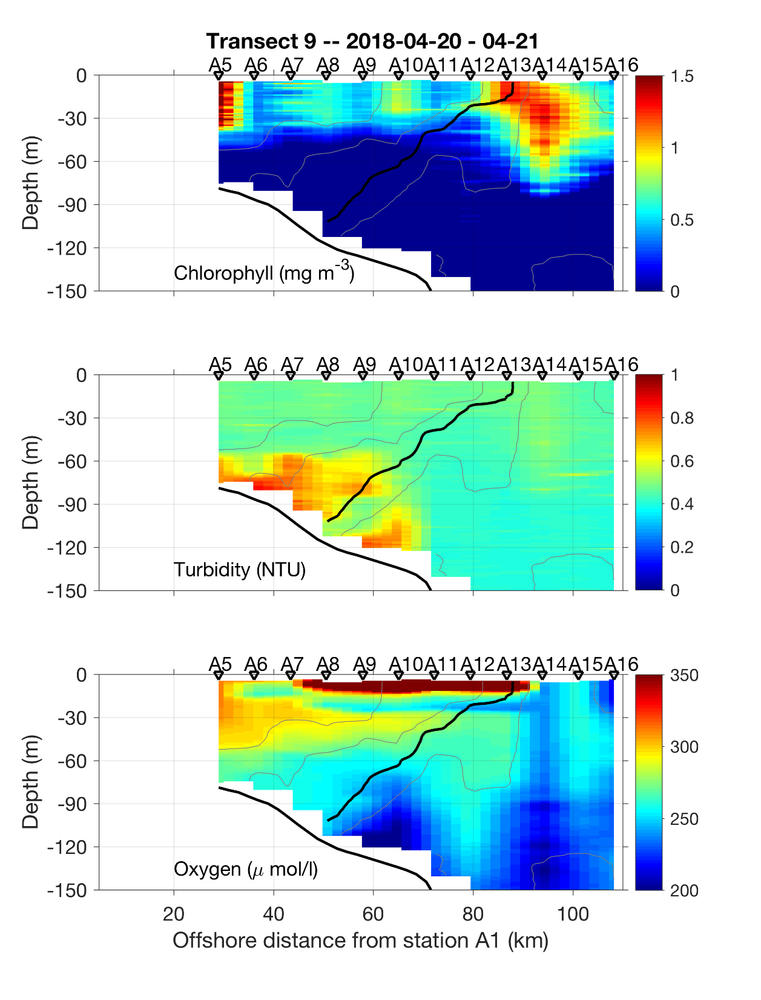 Transect 9 -- 2018-04-20 - 04-21
A5 A6 A7 A8 A9 A10 A11 A12 A13 A14 A15 A16
0
-30
-60
-90
-120
-150
Depth (m)
Chlorophyll (mg m⁻³)
1.5
1
0.5
0
A5 A6 A7 A8 A9 A10 A11 A12 A13 A14 A15 A16
0
-30
-60
-90
-120
-150
Depth (m)
Turbidity (NTU)
1
0.8
0.6
0.4
0.2
0
A5 A6 A7 A8 A9 A10 A11 A12 A13 A14 A15 A16
0
-30
-60
-90
-120
-150
Depth (m)
Oxygen (μ mol/l)
350
300
250
200
20 40 60 80 100
Offshore distance from station A1 (km)